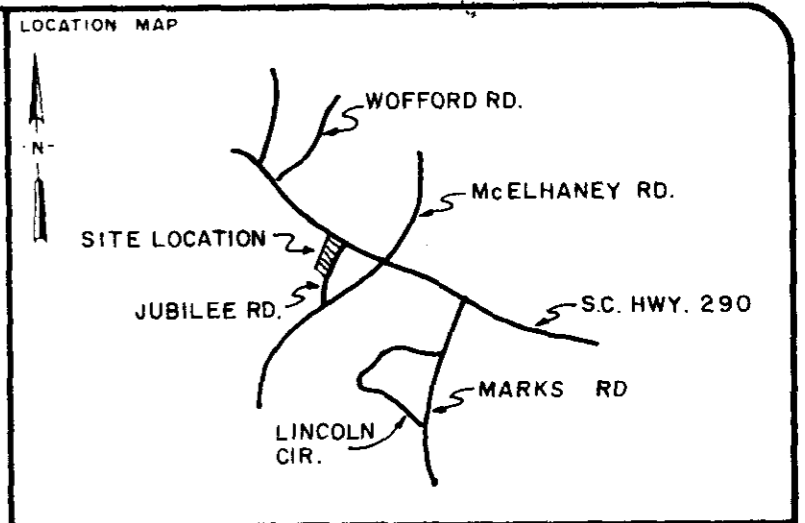 LOCATION MAP
-N-
WOFFORD RD.
McELHANEY RD.
SITE LOCATION
JUBILEE RD.
S.C. HWY. 290
MARKS RD
LINCOLN
CIR.